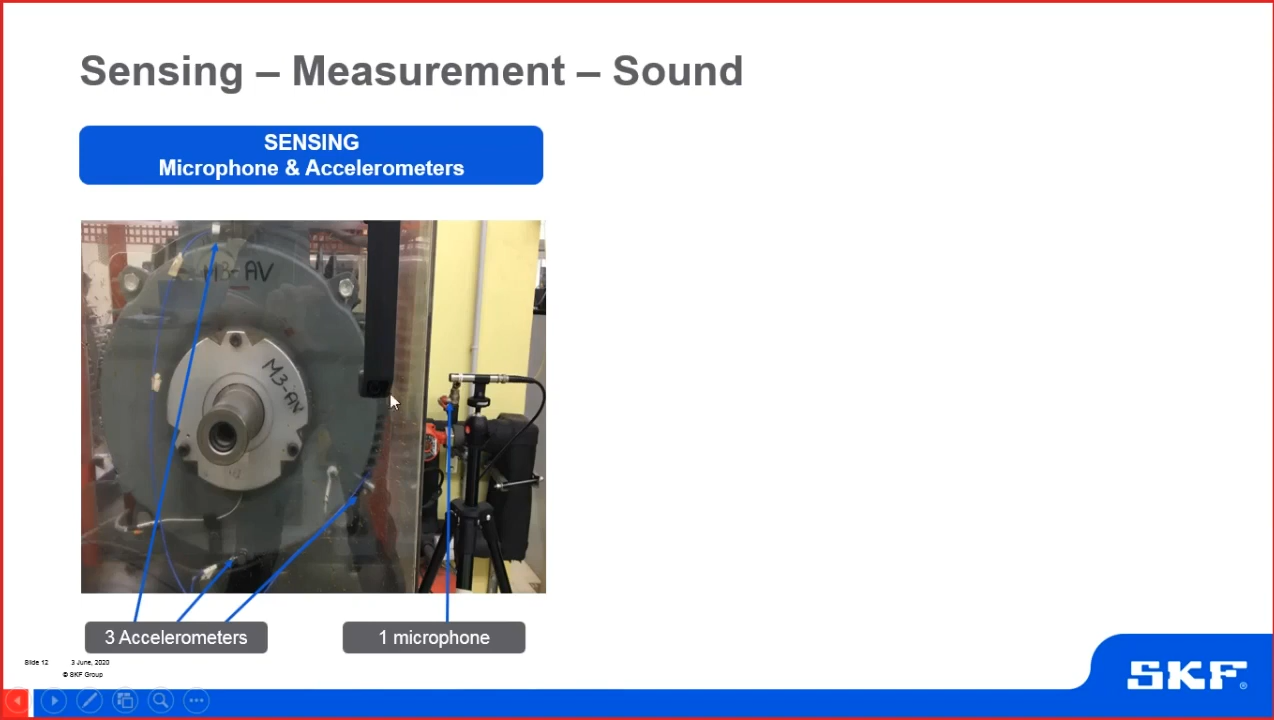 Sensing – Measurement – Sound
SENSING
Microphone & Accelerometers
M3-AV
M3-AV
3 Accelerometers
1 microphone
Slide 12
3 June, 2020
© SKF Group
SKF®